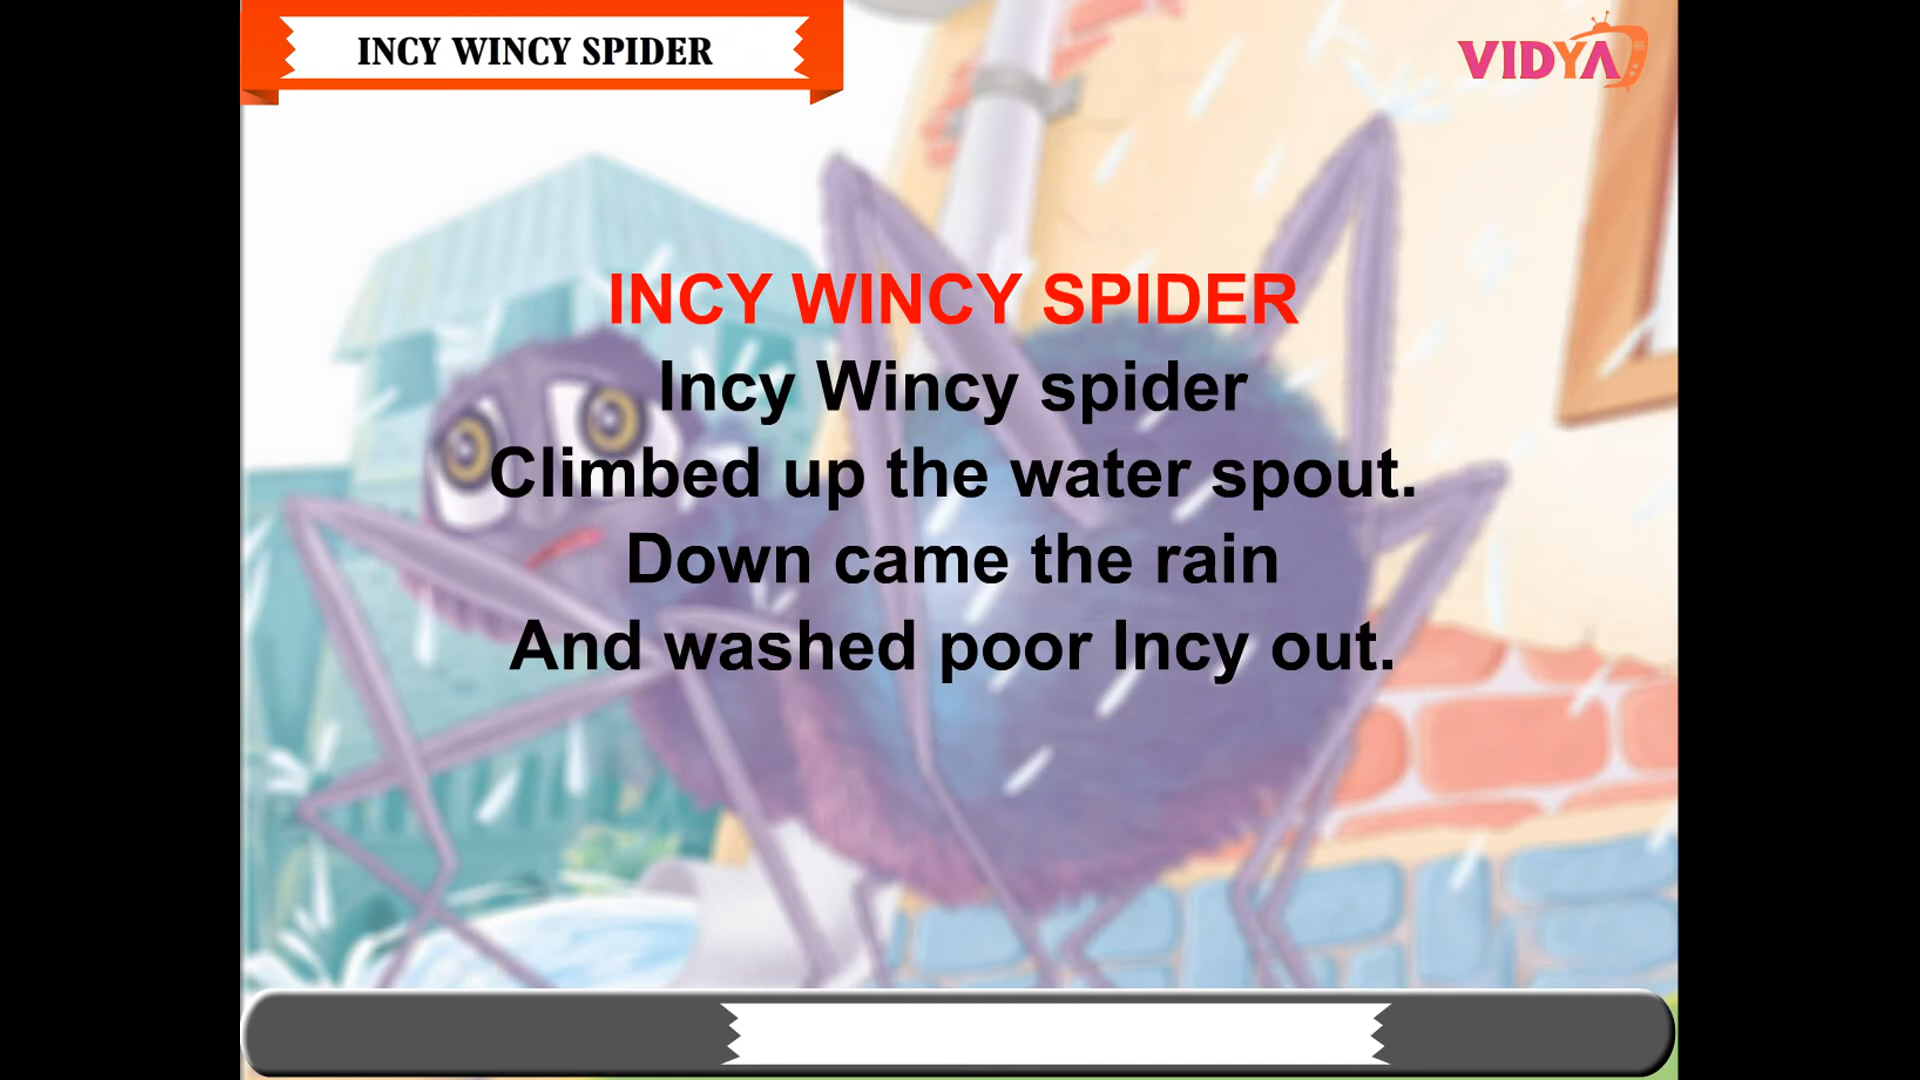 INCY WINCY SPIDER
VIDYA
INCY WINCY SPIDER
Incy Wincy spider
Climbed up the water spout.
Down came the rain
And washed poor Incy out.